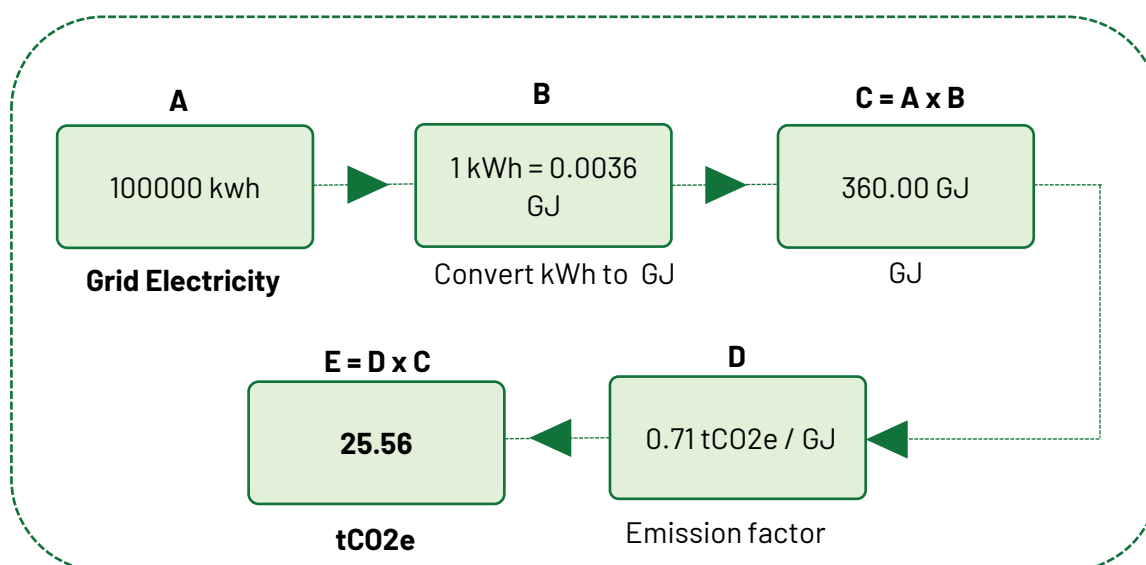 A
100000 kwh
Grid Electricity
B
1 kWh = 0.0036
GJ
Convert kWh to GJ
C = A x B
360.00 GJ
GJ
D
0.71 tCO2e / GJ
Emission factor
E = D x C
25.56
tCO2e